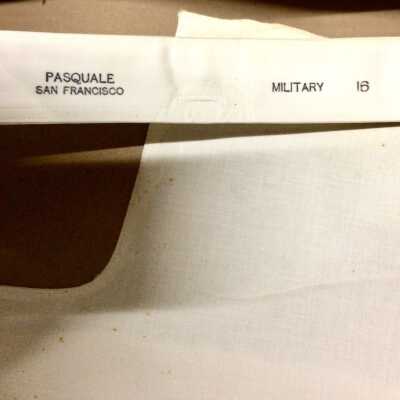 PASQUALE
SAN FRANCISCO
MILITARY 16